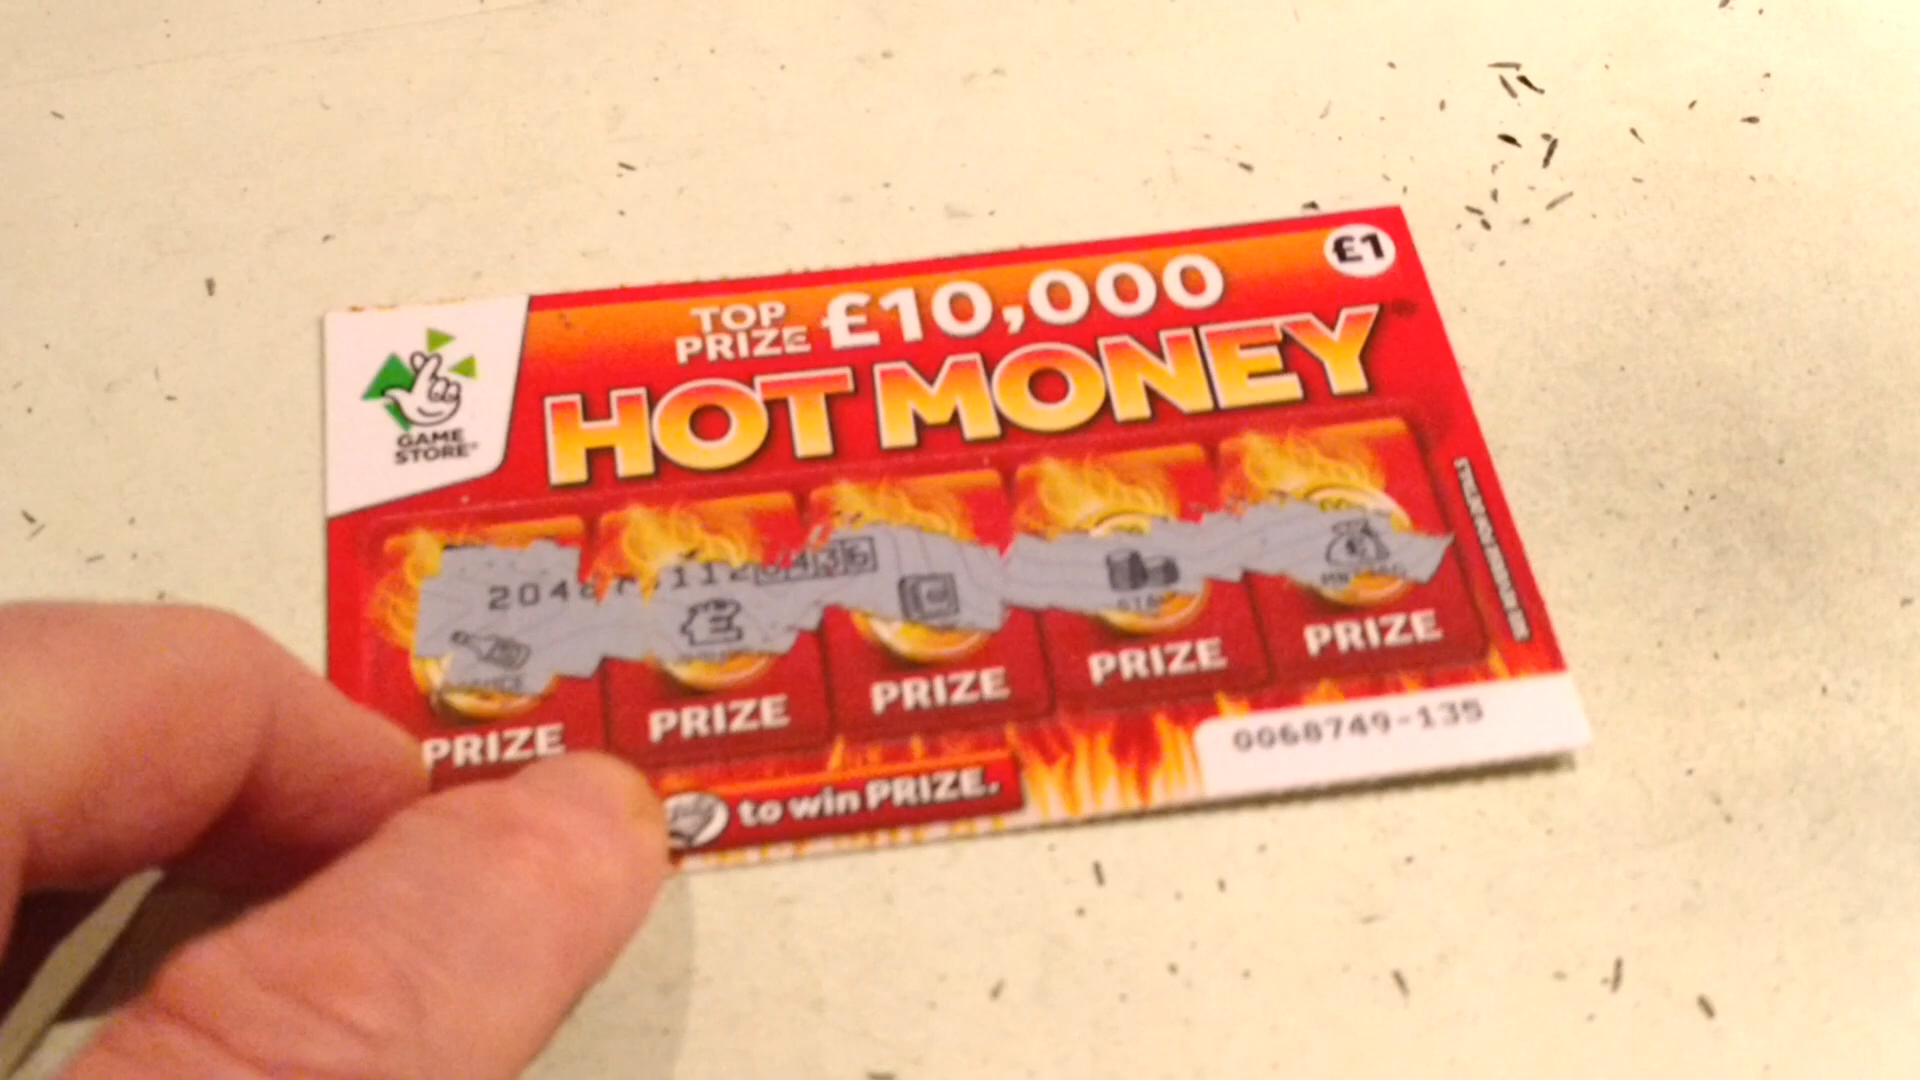 £1
TOP
PRIZE £10,000
HOT MONEY
GAME
STORE
PRIZE PRIZE PRIZE PRIZE PRIZE
0068749-135
to win PRIZE.